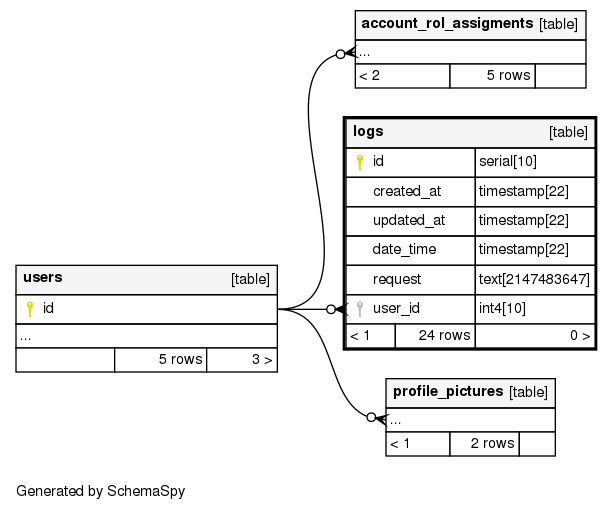 account_rol_assigments [table]
...
< 2 5 rows
logs [table]
id serial[10]
created_at timestamp[22]
updated_at timestamp[22]
date_time timestamp[22]
request text[2147483647]
user_id int4[10]
< 1 24 rows 0 >
users [table]
id
...
5 rows 3 >
profile_pictures [table]
...
< 1 2 rows
Generated by SchemaSpy